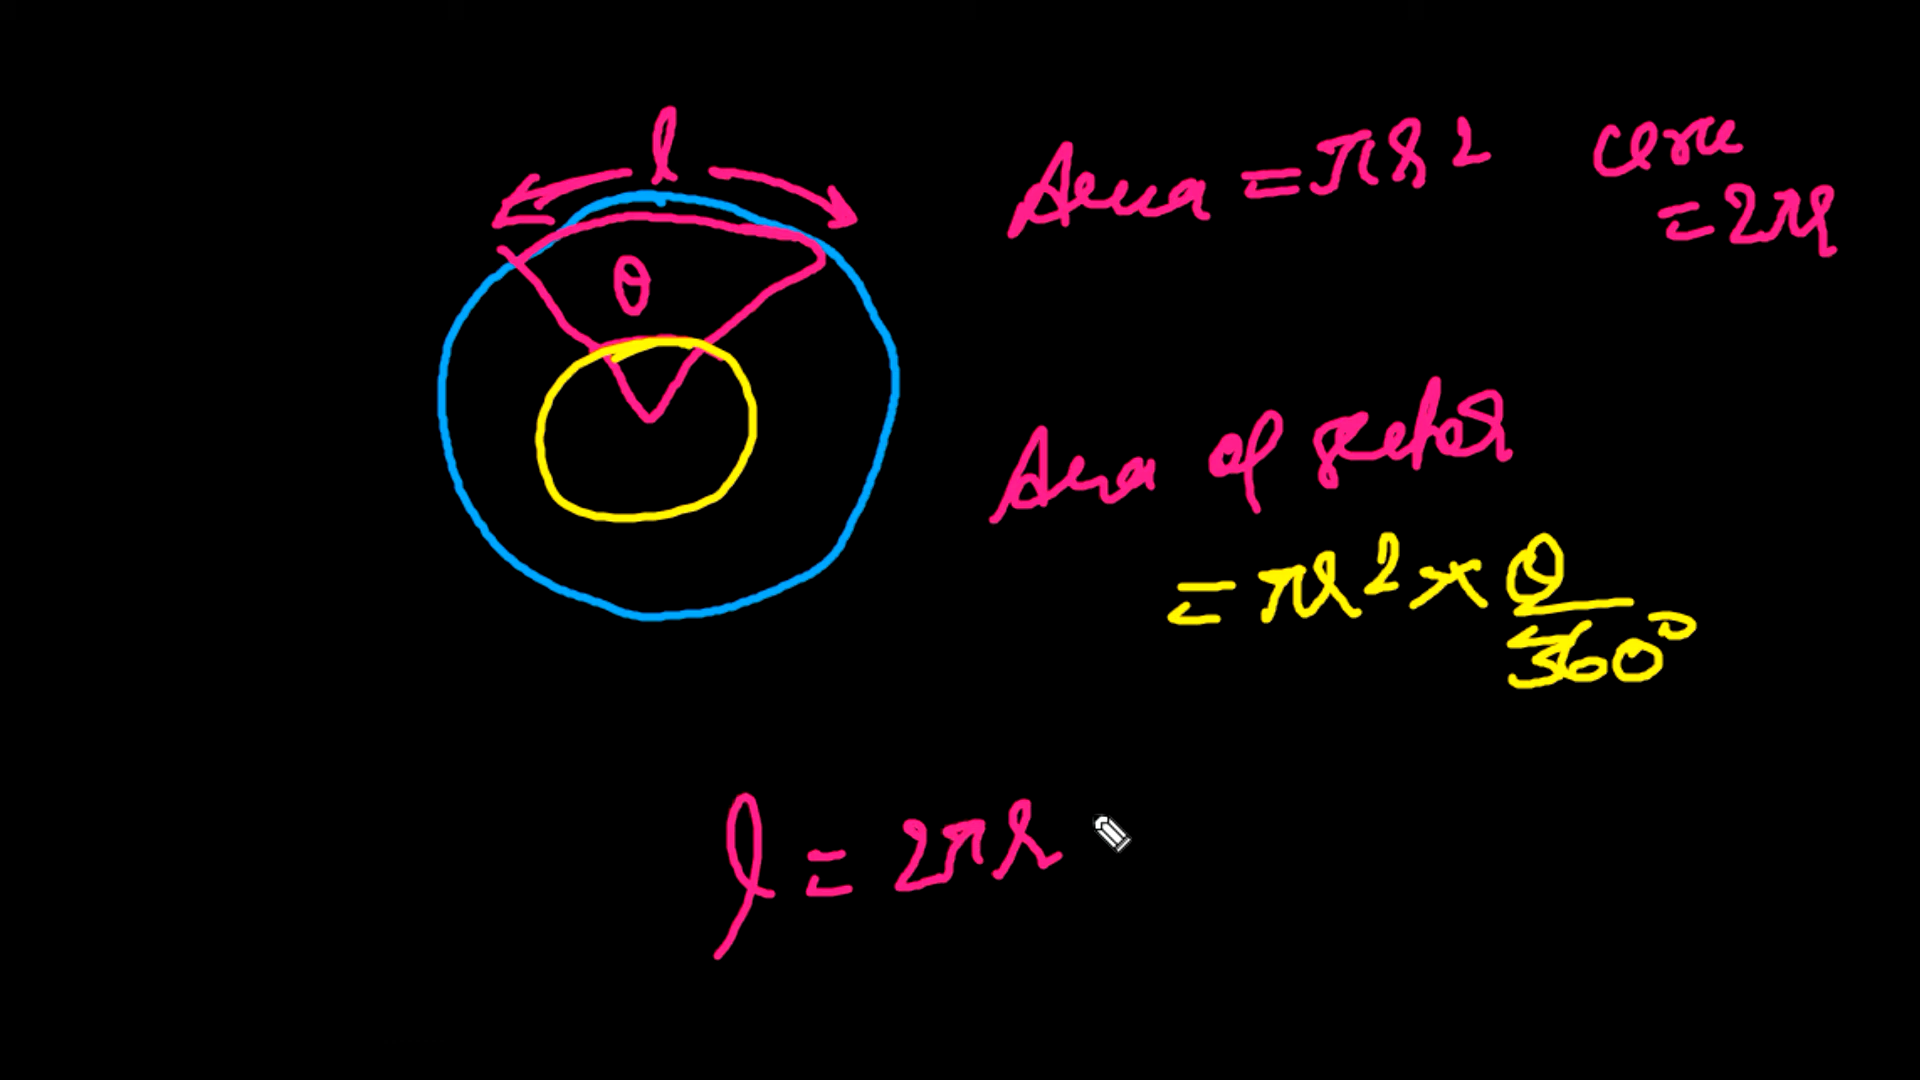 l
θ
Area = πr²
circ
= 2πr
Area of sector
= πr² × θ/360°
l = 2πr